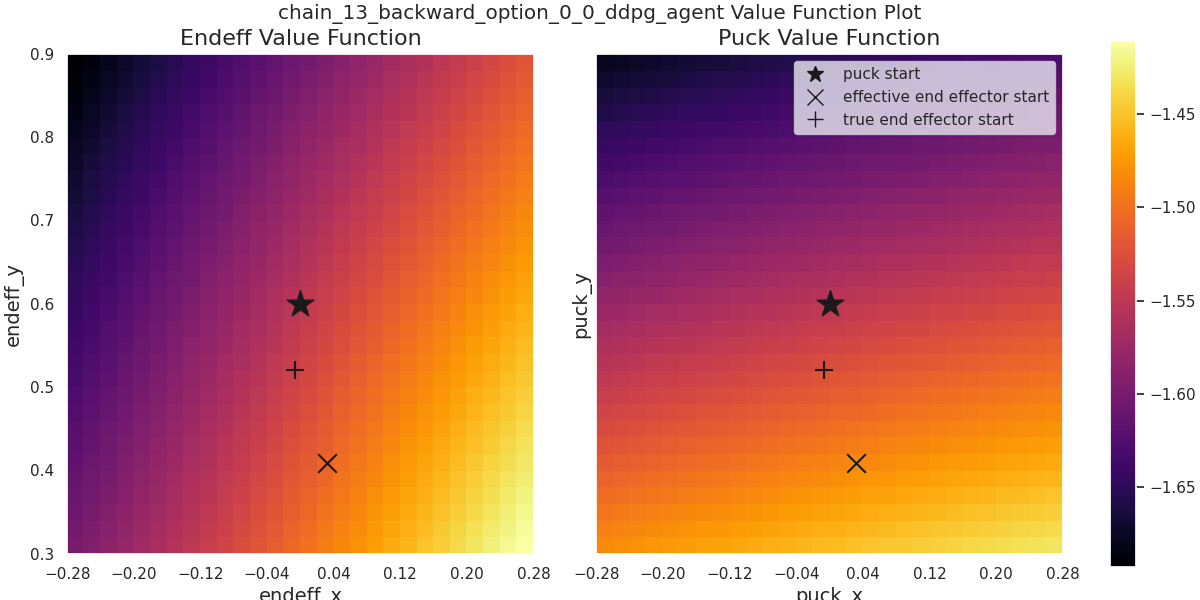 chain_13_backward_option_0_0_ddpg_agent Value Function Plot
Endeff Value Function
Puck Value Function
puck start
effective end effector start
true end effector start
0.9
0.8
0.7
0.6
0.5
0.4
0.3
endeff_y
−0.28 −0.20 −0.12 −0.04 0.04 0.12 0.20 0.28
endeff_x
puck_y
−0.28 −0.20 −0.12 −0.04 0.04 0.12 0.20 0.28
puck_x
−1.45
−1.50
−1.55
−1.60
−1.65